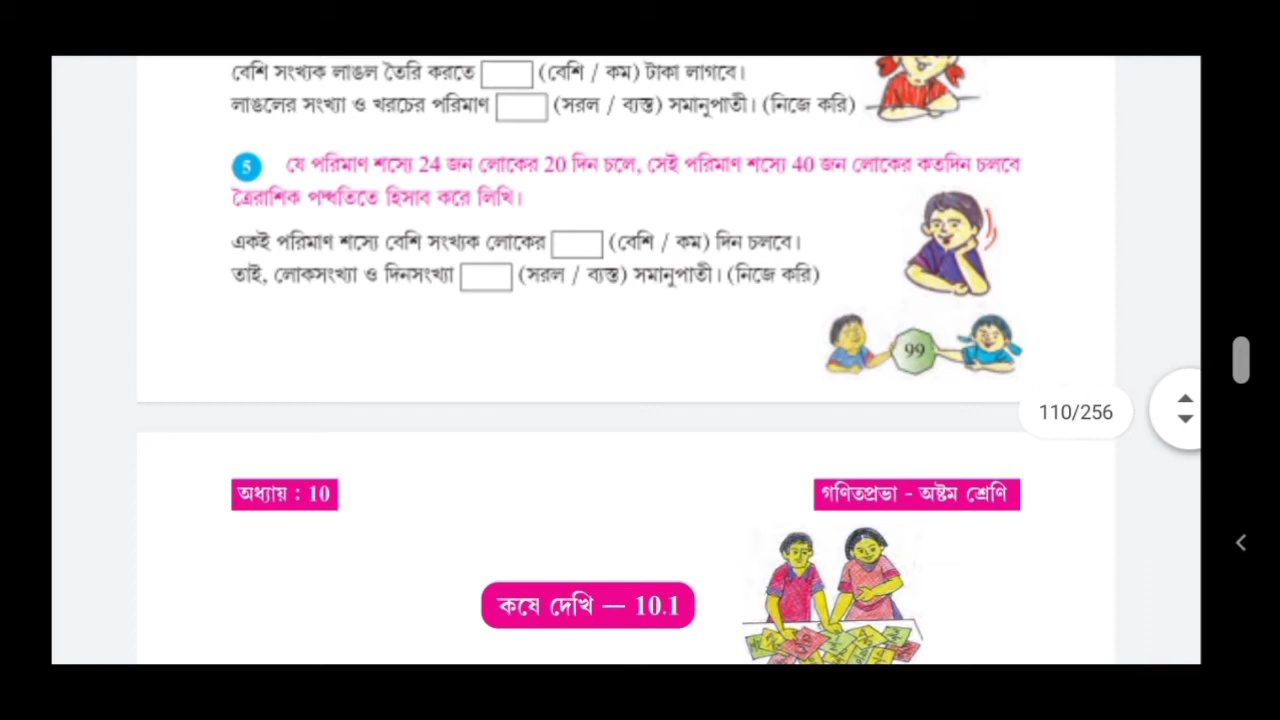 বেশি সংখ্যক লাঙল তৈরি করতে (বেশি / কম) টাকা লাগবে।
লাঙলের সংখ্যা ও খরচের পরিমাণ (সরল / ব্যস্ত) সমানুপাতী। (নিজে করি)
5 যে পরিমাণ শস্যে 24 জন লোকের 20 দিন চলে, সেই পরিমাণ শস্যে 40 জন লোকের কতদিন চলবে
ত্রৈরাশিক পদ্ধতিতে হিসাব করে লিখি।
একই পরিমাণ শস্যে বেশি সংখ্যক লোকের (বেশি / কম) দিন চলবে।
তাই, লোকসংখ্যা ও দিনসংখ্যা (সরল / ব্যস্ত) সমানুপাতী। (নিজে করি)
99
110/256
অধ্যায় : 10
গণিতপ্রভা - অষ্টম শ্রেণি
কষে দেখি — 10.1